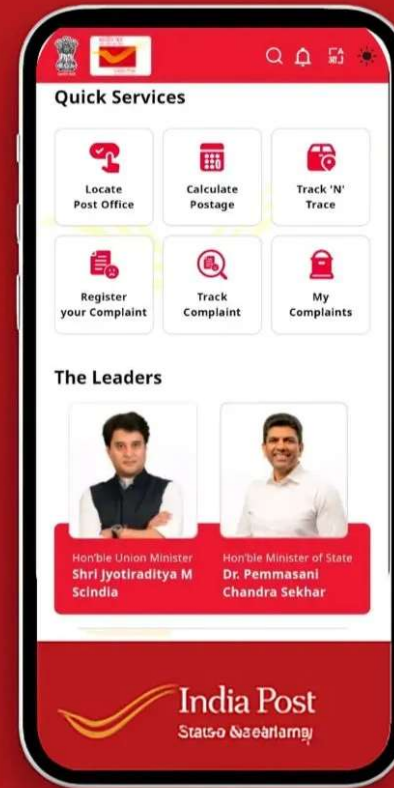 Quick Services
Locate
Post Office
Calculate
Postage
Track 'N'
Trace
Register
your Complaint
Track
Complaint
My
Complaints
The Leaders
Hon'ble Union Minister
Shri Jyotiraditya M
Scindia
Hon'ble Minister of State
Dr. Pemmasani
Chandra Sekhar
India Post